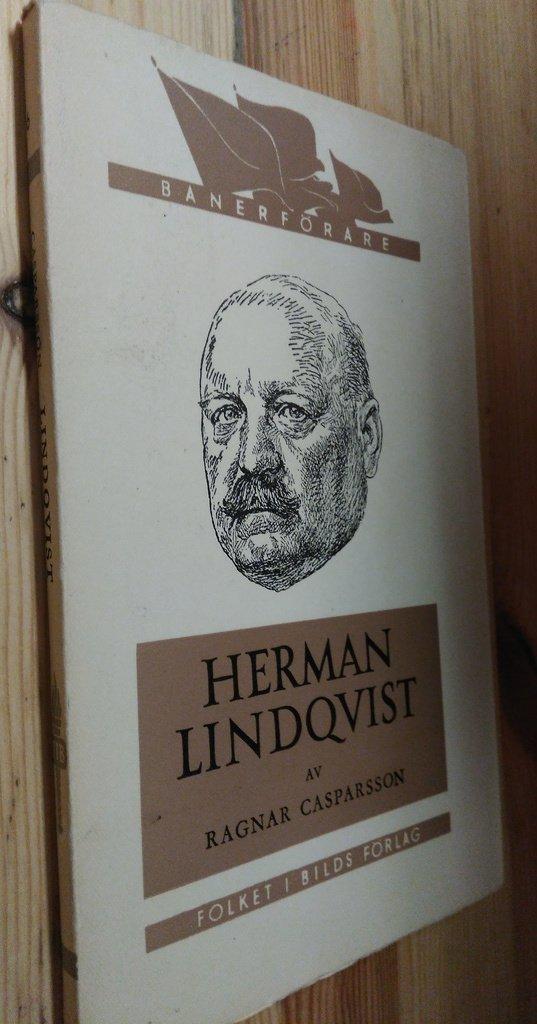 BANERFÖRARE
HERMAN
LINDQVIST
AV
RAGNAR CASPARSSON
FOLKET I BILDS FÖRLAG
LINDQVIST